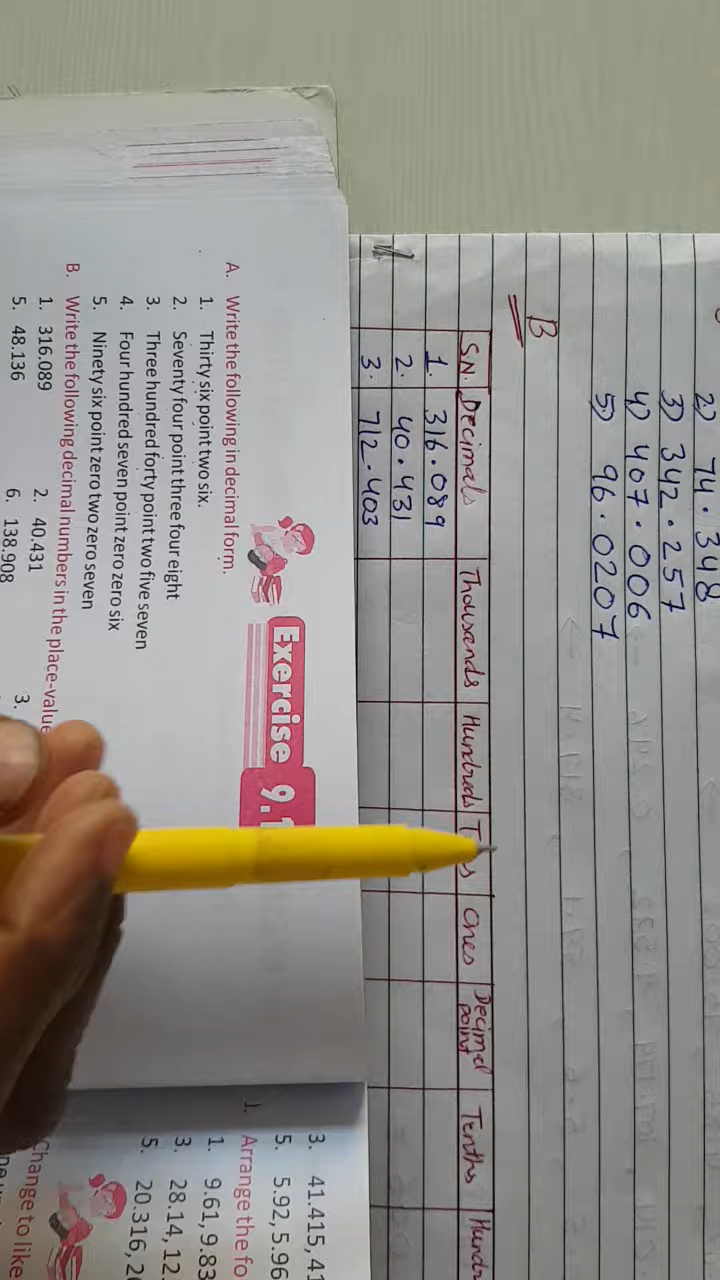 2) 74.348
3) 342.257
4) 407.006
5) 96.0207
B
S.N. Decimals Thousands Hundreds Ones Decimal point Tenths
1. 316.089
2. 40.431
3. 712.403
Exercise 9.1
A. Write the following in decimal form.
1. Thirty six point two six.
2. Seventy four point three four eight
3. Three hundred forty point two five seven
4. Four hundred seven point zero zero six
5. Ninety six point zero two zero seven
B. Write the following decimal numbers in the place-value
1. 316.089 2. 40.431 3.
5. 48.136 6. 138.908
3. 41.415, 41
5. 5.92, 5.96
J. Arrange the fo
1. 9.61, 9.83
3. 28.14, 12.
5. 20.316, 2
Change to like